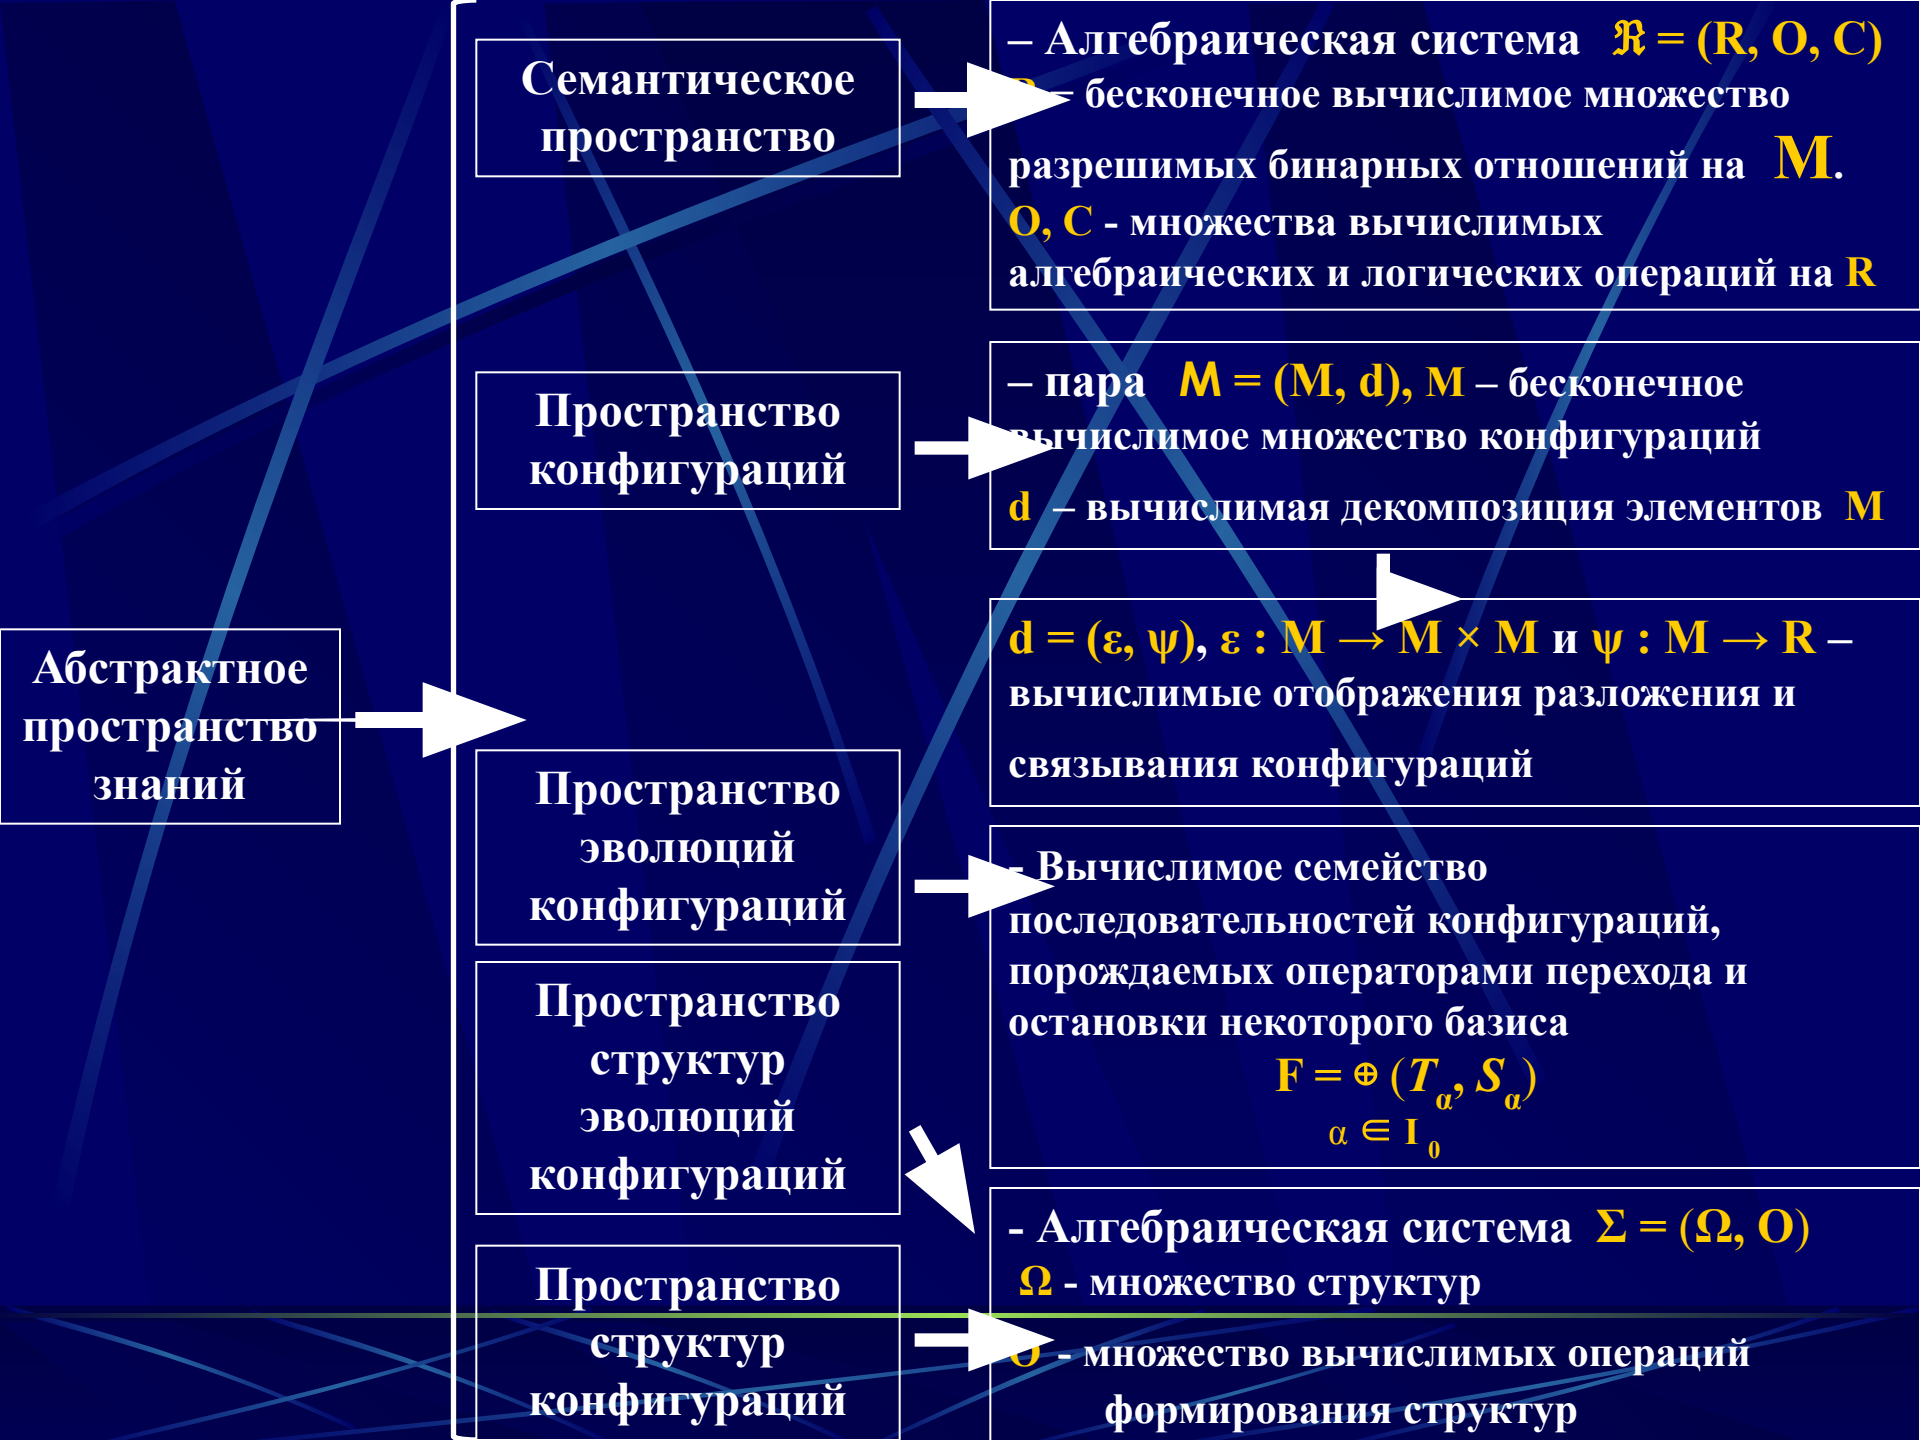 Абстрактное
пространство
знаний
Семантическое
пространство
– Алгебраическая система ℜ = (R, O, C)
R – бесконечное вычислимое множество
разрешимых бинарных отношений на M.
O, C - множества вычислимых
алгебраических и логических операций на R
Пространство
конфигураций
– пара M = (M, d), M – бесконечное
вычислимое множество конфигураций
d – вычислимая декомпозиция элементов M
d = (ε, ψ), ε : M → M × M и ψ : M → R –
вычислимые отображения разложения и
связывания конфигураций
Пространство
эволюций
конфигураций
- Вычислимое семейство
последовательностей конфигураций,
порождаемых операторами перехода и
остановки некоторого базиса
F = ⊕ (Tα, Sα)
α ∈ I 0
Пространство
структур
эволюций
конфигураций
Пространство
структур
конфигураций
- Алгебраическая система Σ = (Ω, O)
Ω - множество структур
O - множество вычислимых операций
формирования структур